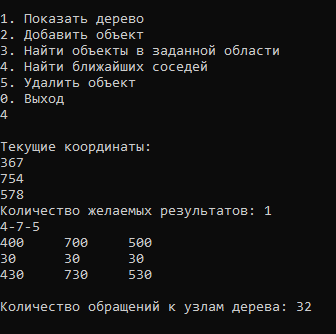 1. Показать дерево
2. Добавить объект
3. Найти объекты в заданной области
4. Найти ближайших соседей
5. Удалить объект
0. Выход
4
Текущие координаты:
367
754
578
Количество желаемых результатов: 1
4-7-5
400 700 500
30 30 30
430 730 530
Количество обращений к узлам дерева: 32